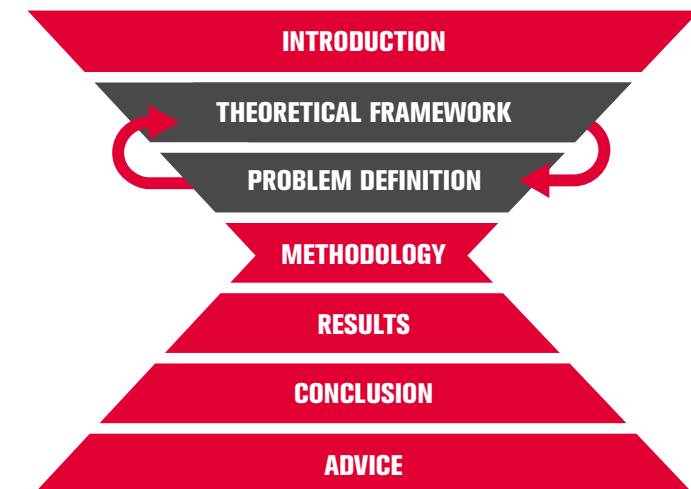 INTRODUCTION
THEORETICAL FRAMEWORK
PROBLEM DEFINITION
METHODOLOGY
RESULTS
CONCLUSION
ADVICE